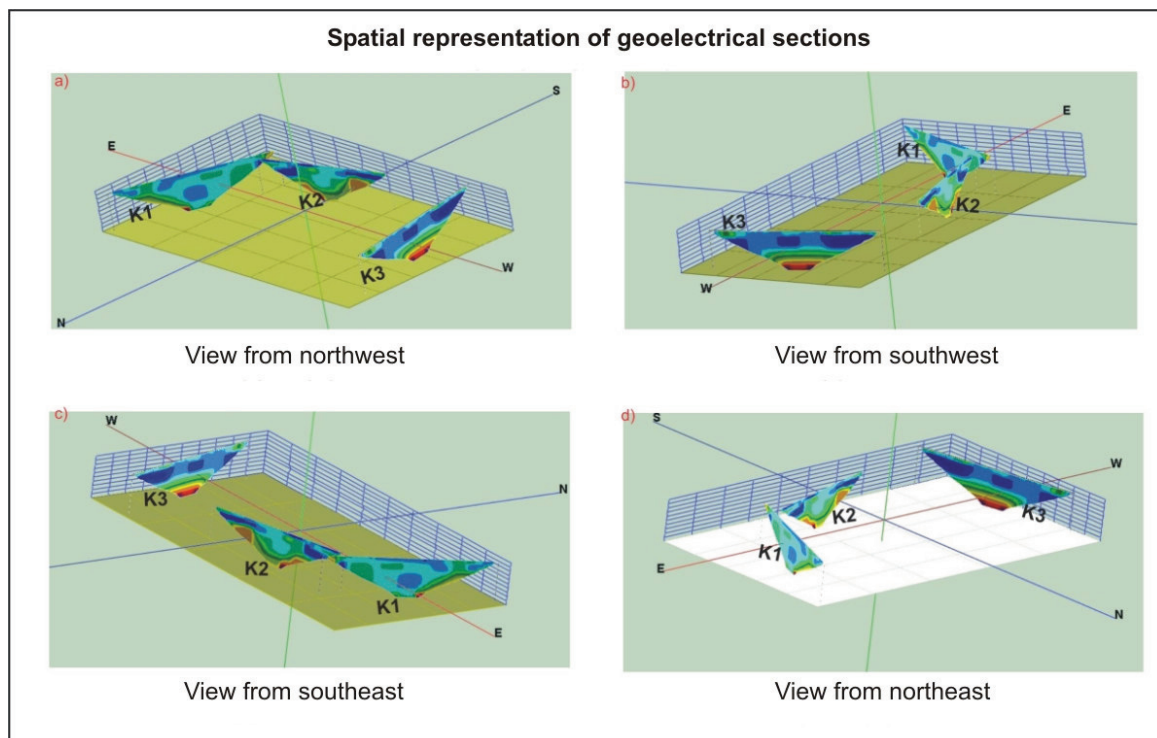 Spatial representation of geoelectrical sections
a)
S
E
K1
K2
K3
W
N
View from northwest
b)
E
K1
K2
K3
W
View from southwest
c)
W
N
K3
K2
K1
E
View from southeast
d)
S
W
K2
K3
K1
E
N
View from northeast